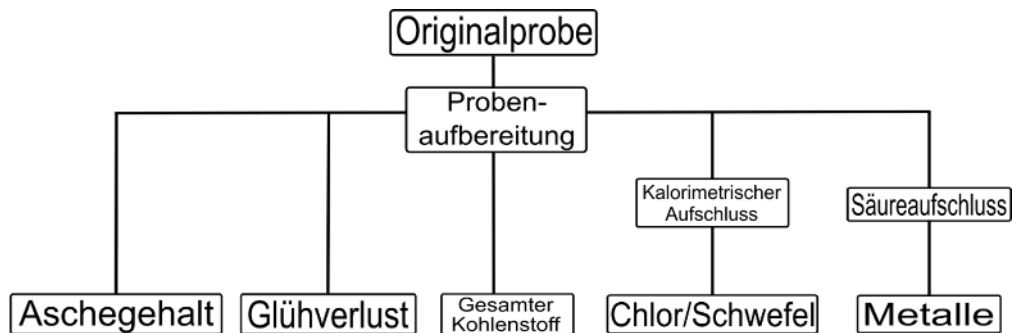 Originalprobe
Proben-
aufbereitung
Kalorimetrischer
Aufschluss
Säureaufschluss
Aschegehalt
Glühverlust
Gesamter
Kohlenstoff
Chlor/Schwefel
Metalle